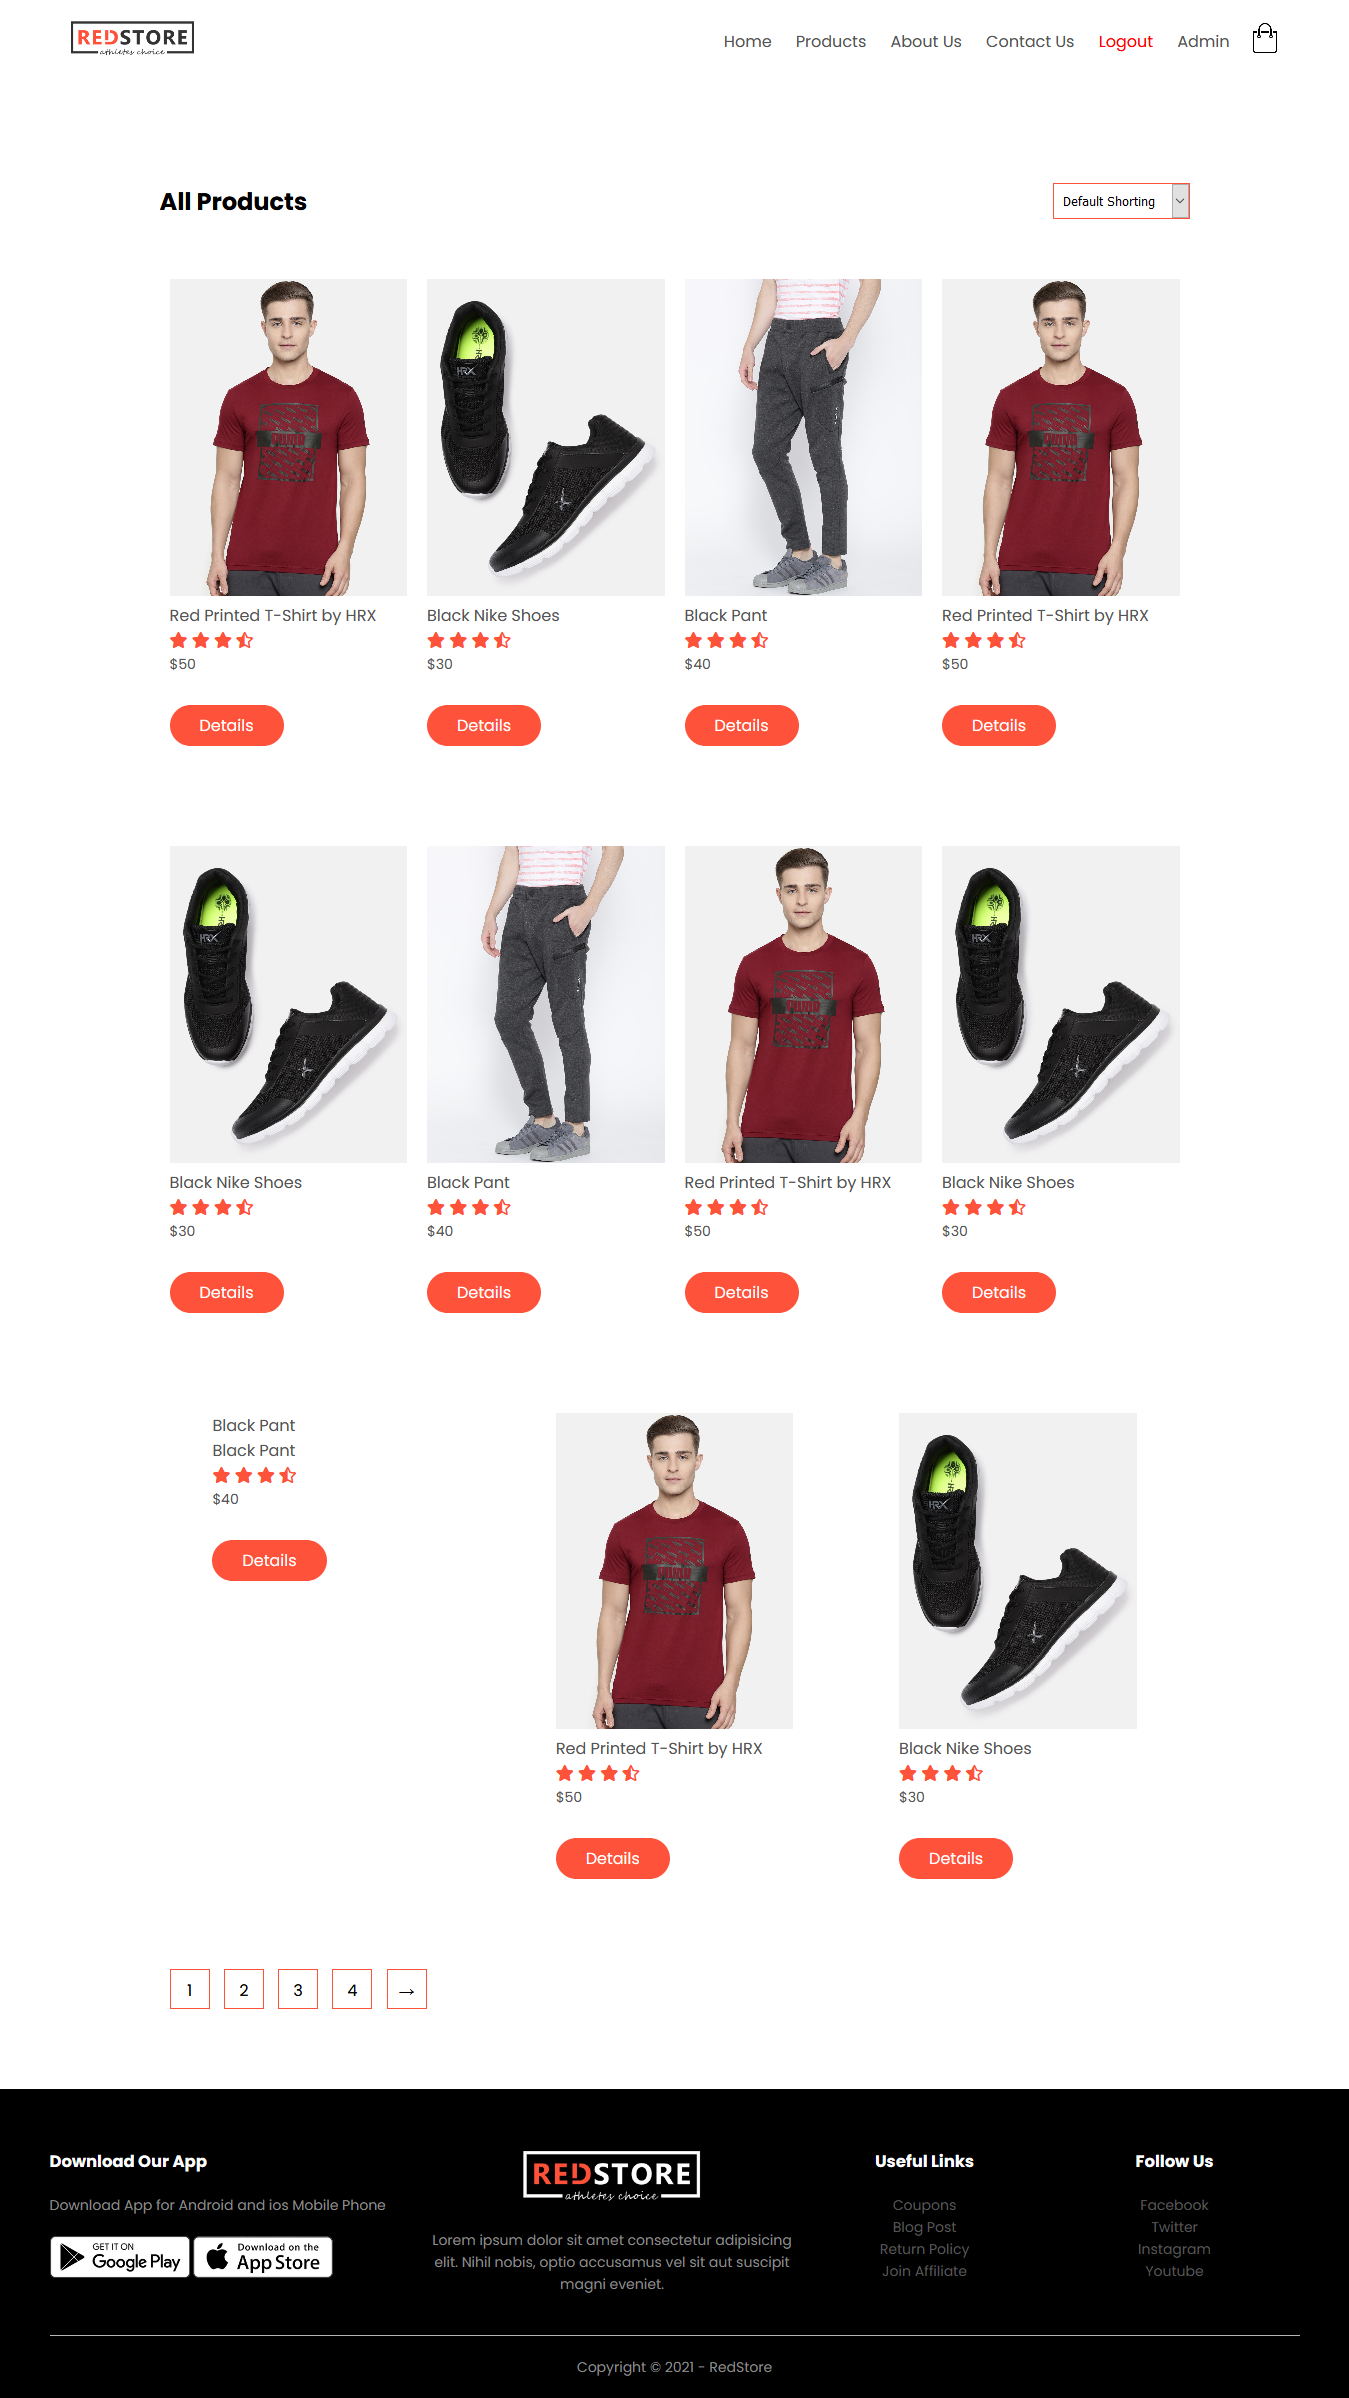 REDSTORE
athletes choice
Home Products About Us Contact Us Logout Admin
All Products
Default Shorting
HRX
Red Printed T-Shirt by HRX
Black Nike Shoes
Black Pant
Red Printed T-Shirt by HRX
$50
$30
$40
$50
Details
Details
Details
Details
HRX
HRX
Black Nike Shoes
Black Pant
Red Printed T-Shirt by HRX
Black Nike Shoes
$30
$40
$50
$30
Details
Details
Details
Details
Black Pant
Black Pant
$40
Details
HRX
Red Printed T-Shirt by HRX
Black Nike Shoes
$50
$30
Details
Details
1 2 3 4 →
Download Our App
Download App for Android and ios Mobile Phone
GET IT ON
Google Play
Download on the
App Store
REDSTORE
athletes choice
Lorem ipsum dolor sit amet consectetur adipisicing
elit. Nihil nobis, optio accusamus vel sit aut suscipit
magni eveniet.
Useful Links
Coupons
Blog Post
Return Policy
Join Affiliate
Follow Us
Facebook
Twitter
Instagram
Youtube
Copyright © 2021 - RedStore